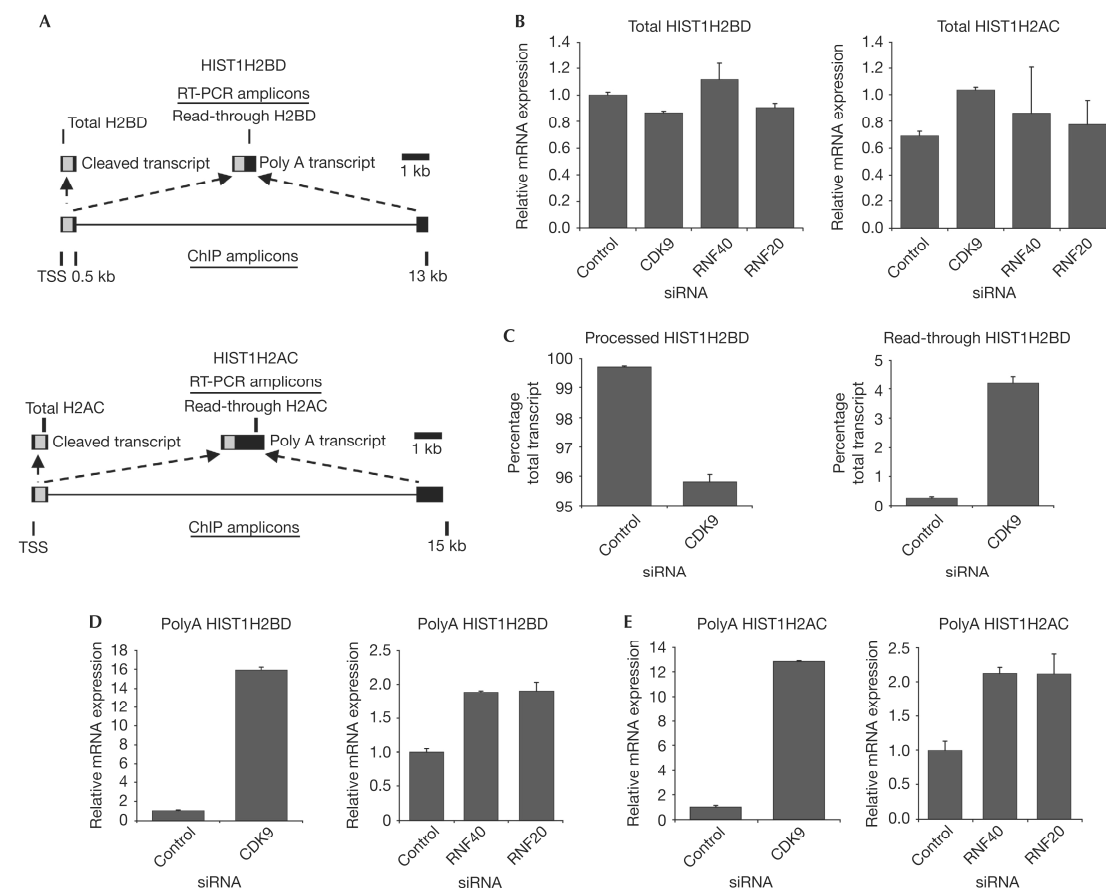 A
HIST1H2BD
RT-PCR amplicons
Total H2BD
Read-through H2BD
Cleaved transcript
Poly A transcript
1 kb
ChIP amplicons
TSS 0.5 kb
13 kb
HIST1H2AC
RT-PCR amplicons
Total H2AC
Read-through H2AC
Cleaved transcript
Poly A transcript
1 kb
ChIP amplicons
TSS
15 kb
B
Total HIST1H2BD
Relative mRNA expression
1.4
1.2
1.0
0.8
0.6
0.4
0.2
0.0
Control
CDK9
RNF40
RNF20
siRNA
Total HIST1H2AC
Relative mRNA expression
1.4
1.2
1.0
0.8
0.6
0.4
0.2
0.0
Control
CDK9
RNF40
RNF20
siRNA
C
Processed HIST1H2BD
Percentage
total transcript
100
99
98
97
96
95
Control
CDK9
siRNA
Read-through HIST1H2BD
Percentage
total transcript
5
4
3
2
1
0
Control
CDK9
siRNA
D
PolyA HIST1H2BD
Relative mRNA expression
18
16
14
12
10
8
6
4
2
0
Control
CDK9
siRNA
PolyA HIST1H2BD
Relative mRNA expression
2.5
2.0
1.5
1.0
0.5
0
Control
RNF40
RNF20
siRNA
E
PolyA HIST1H2AC
Relative mRNA expression
14
12
10
8
6
4
2
0
Control
CDK9
siRNA
PolyA HIST1H2AC
Relative mRNA expression
2.5
2.0
1.5
1.0
0.5
0.0
Control
RNF40
RNF20
siRNA